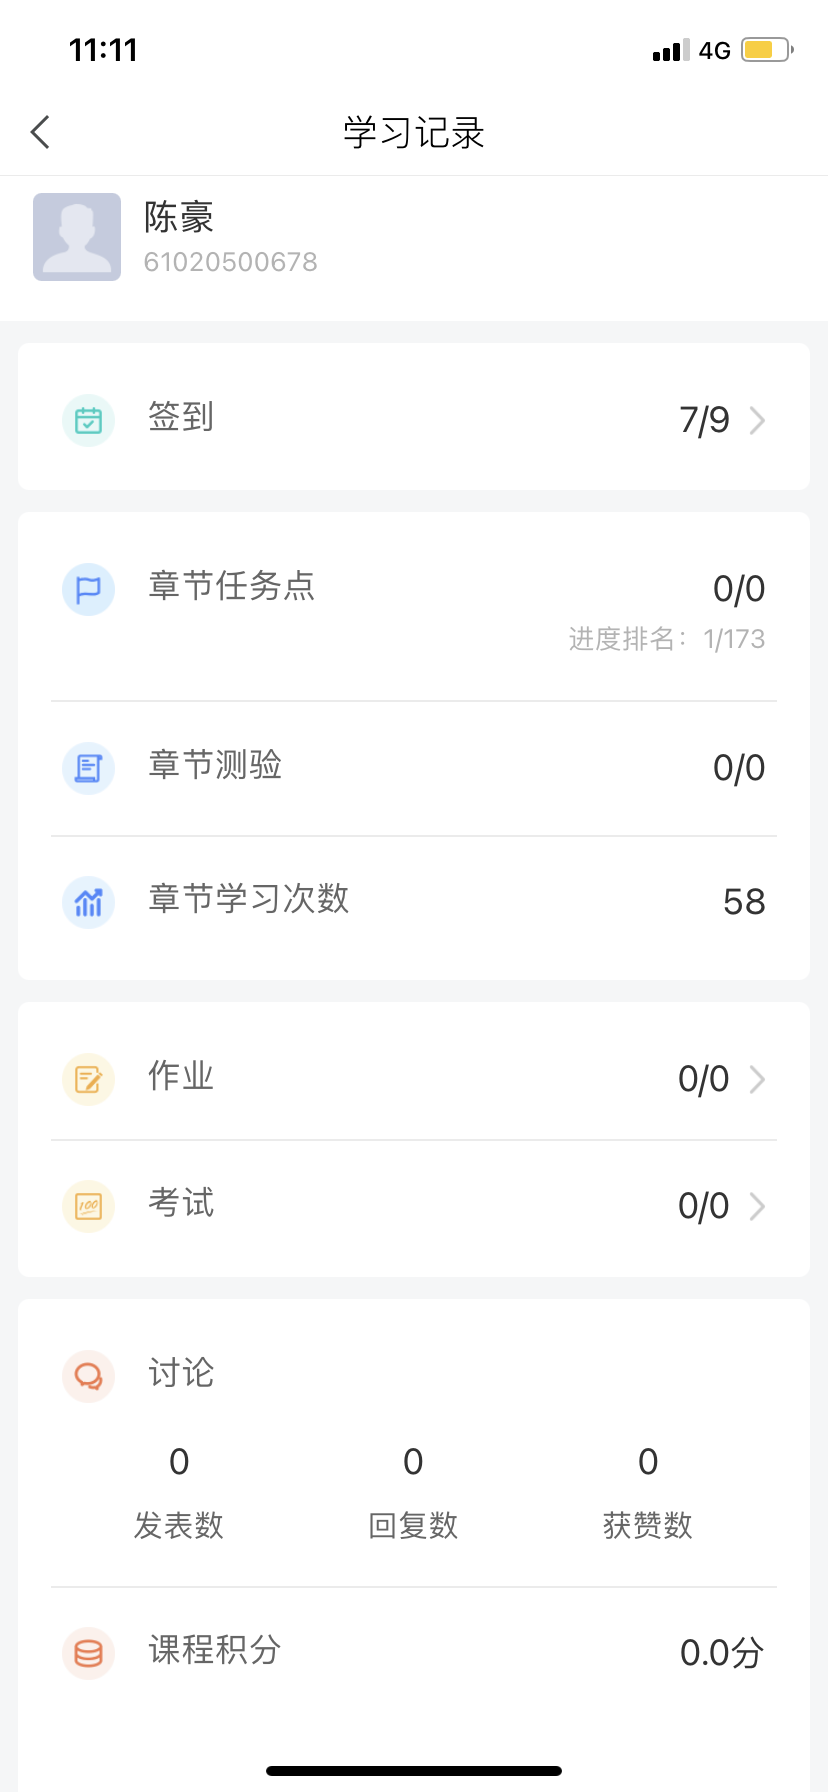 11:11
4G
学习记录
陈豪
61020500678
签到
7/9
章节任务点
0/0
进度排名：1/173
章节测验
0/0
章节学习次数
58
作业
0/0
100
考试
0/0
讨论
0
0
0
发表数
回复数
获赞数
课程积分
0.0分